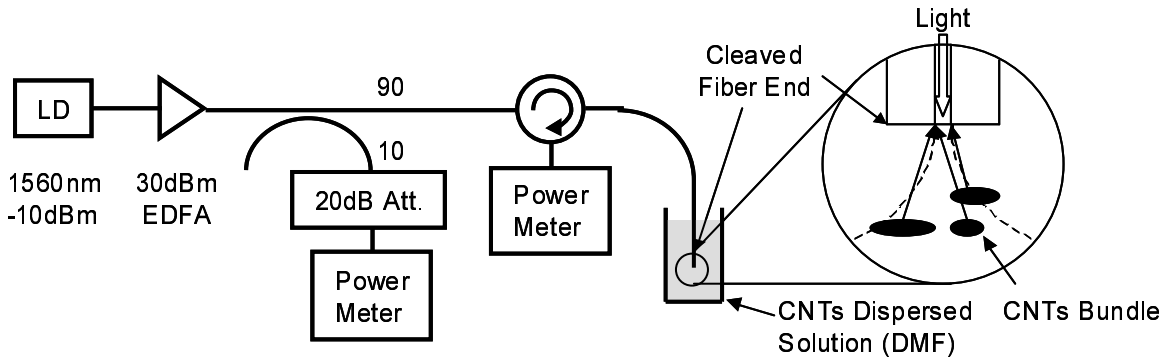 Light
Cleaved
Fiber End
LD
90
10
1560nm
-10dBm
30dBm
EDFA
20dB Att.
Power
Meter
Power
Meter
CNTs Dispersed
Solution (DMF)
CNTs Bundle